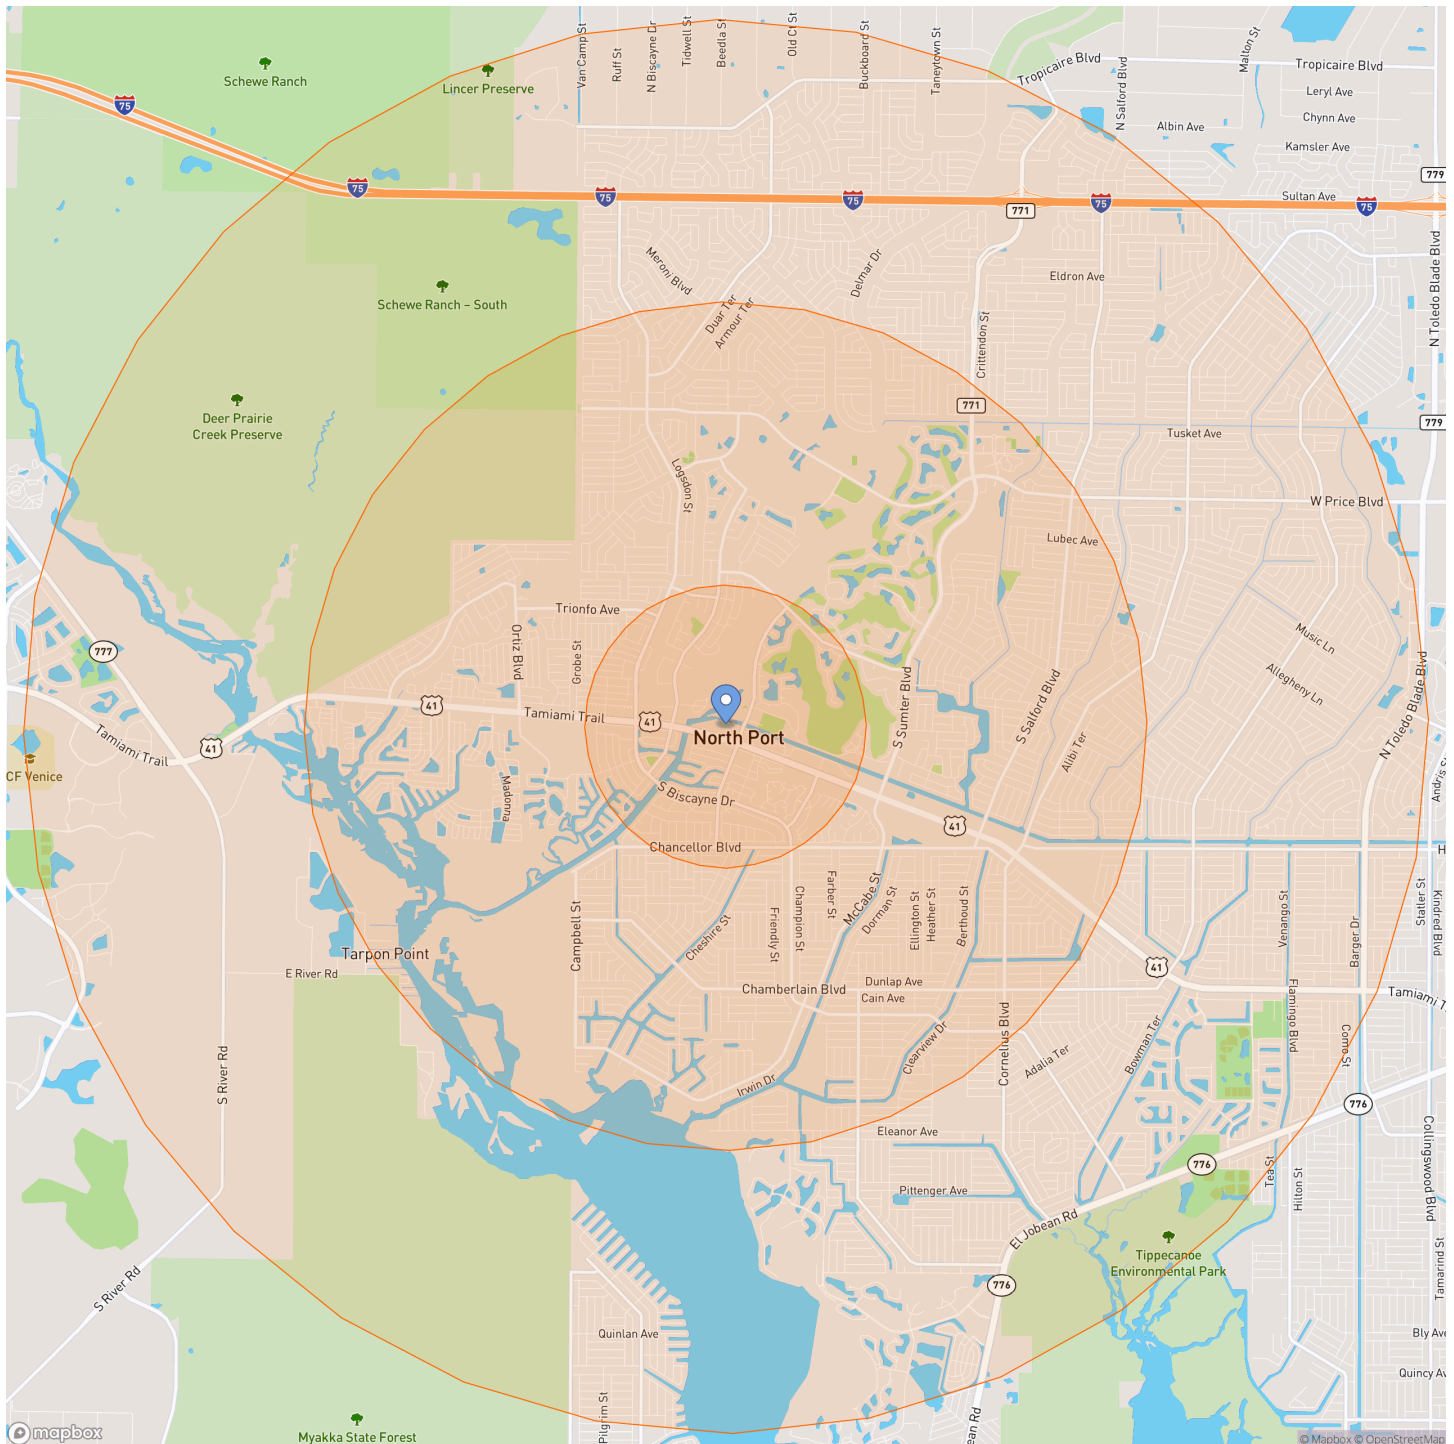 Van Camp St
Ruff St
N Biscayne Dr
Tidwell St
Beedla St
Old Ct St
Buckboard St
Taneytown St
Malton St
Schewe Ranch
Lincer Preserve
Tropicaire Blvd
Tropicaire Blvd
N Salford Blvd
Leryl Ave
Chynn Ave
Albin Ave
Kamsler Ave
75
75
75
75
75
75
779
Sultan Ave
771
N Toledo Blade Blvd
Meroni Blvd
Delmar Dr
Eldron Ave
Schewe Ranch – South
Duar Ter
Armour Ter
Crittendon St
Deer Prairie
Creek Preserve
771
779
Tusket Ave
Logsdon St
W Price Blvd
Lubec Ave
Trionfo Ave
Ortiz Blvd
Grobe St
Music Ln
Allegheny Ln
777
S Sumter Blvd
S Salford Blvd
N Toledo Blade Blvd
41
Tamiami Trail
41
North Port
Tamiami Trail
41
Alibi Ter
CF Venice
Andris S
Madonna
S Biscayne Dr
41
Chancellor Blvd
H
Campbell St
Cheshire St
Friendly St
Champion St
Farber St
McCabe St
Dorman St
Ellington St
Heather St
Berthoud St
Venango St
Barger Dr
Statler St
Kindred Blvd
Tarpon Point
E River Rd
41
Dunlap Ave
Chamberlain Blvd
Cain Ave
Tamiami T
Flamingo Blvd
Como St
S River Rd
Irwin Dr
Clearview Dr
Cornelius Blvd
Adalia Ter
Bowman Ter
776
Eleanor Ave
776
Tea St
Hilton St
Collingswood Blvd
Pittenger Ave
El Jobean Rd
Tippecanoe
Environmental Park
S River Rd
776
Tamarind St
Quinlan Ave
Bly Ave
Quincy Av
Pilgrim St
ean Rd
Myakka State Forest
mapbox
© Mapbox © OpenStreetMap